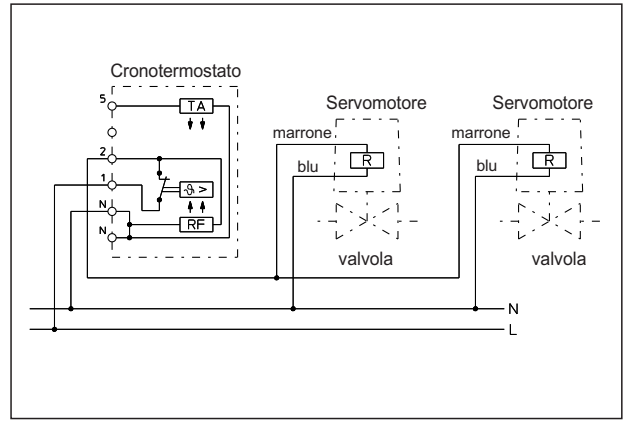 Cronotermostato
5
TA
2
1
ϑ >
N
RF
N
Servomotore
marrone
R
blu
valvola
Servomotore
marrone
R
blu
valvola
N
L